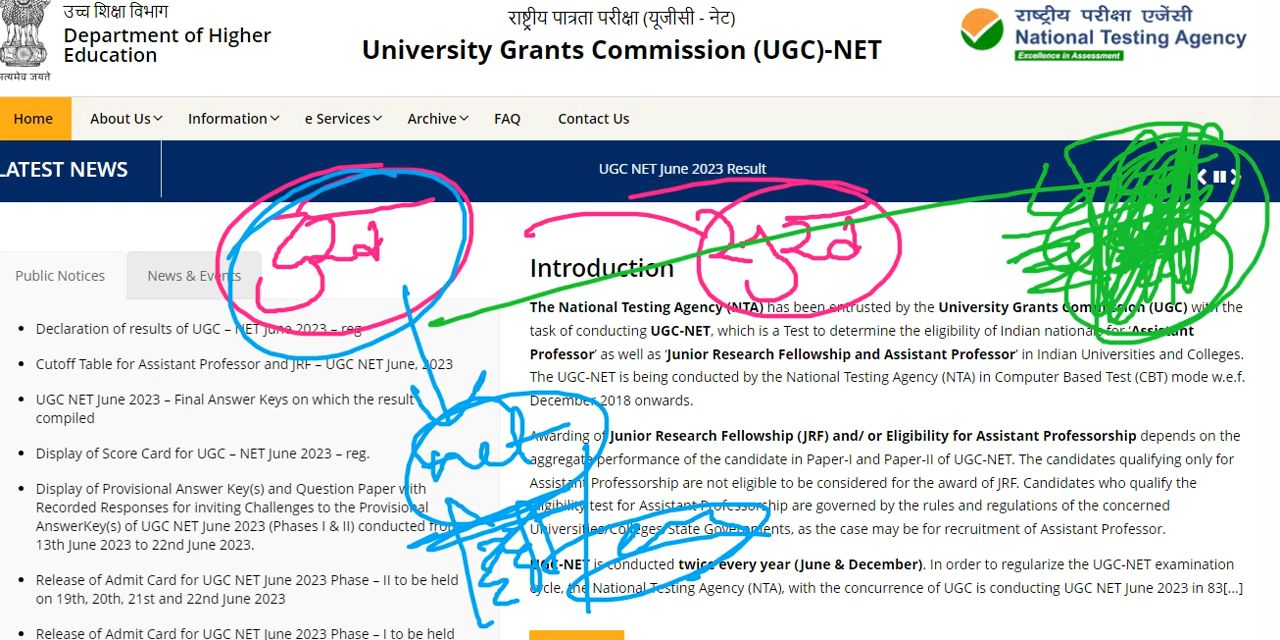 उच्च शिक्षा विभाग
Department of Higher
Education
सत्यमेव जयते
राष्ट्रीय पात्रता परीक्षा (यूजीसी - नेट)
University Grants Commission (UGC)-NET
राष्ट्रीय परीक्षा एजेंसी
National Testing Agency
Excellence in Assessment
Home About Us Information e Services Archive FAQ Contact Us
LATEST NEWS
UGC NET June 2023 Result
Public Notices
News & Events
Declaration of results of UGC – NET June 2023 – reg
Cutoff Table for Assistant Professor and JRF – UGC NET June, 2023
UGC NET June 2023 – Final Answer Keys on which the result
compiled
Display of Score Card for UGC – NET June 2023 – reg.
Display of Provisional Answer Key(s) and Question Paper with
Recorded Responses for inviting Challenges to the Provisional
AnswerKey(s) of UGC NET June 2023 (Phases I & II) conducted from
13th June 2023 to 22nd June 2023.
Release of Admit Card for UGC NET June 2023 Phase – II to be held
on 19th, 20th, 21st and 22nd June 2023
Release of Admit Card for UGC NET June 2023 Phase – I to be held
Introduction
The National Testing Agency (NTA) has been entrusted by the University Grants Commission (UGC) with the
task of conducting UGC-NET, which is a Test to determine the eligibility of Indian nationals for ‘Assistant
Professor’ as well as ‘Junior Research Fellowship and Assistant Professor’ in Indian Universities and Colleges.
The UGC-NET is being conducted by the National Testing Agency (NTA) in Computer Based Test (CBT) mode w.e.f.
December 2018 onwards.
Awarding of Junior Research Fellowship (JRF) and/ or Eligibility for Assistant Professorship depends on the
aggregate performance of the candidate in Paper-I and Paper-II of UGC-NET. The candidates qualifying only for
Assistant Professorship are not eligible to be considered for the award of JRF. Candidates who qualify the
eligibility test for Assistant Professorship are governed by the rules and regulations of the concerned
Universities/Colleges/State Governments, as the case may be for recruitment of Assistant Professor.
UGC-NET is conducted twice every year (June & December). In order to regularize the UGC-NET examination
cycle, the National Testing Agency (NTA), with the concurrence of UGC is conducting UGC NET June 2023 in 83[...]
net